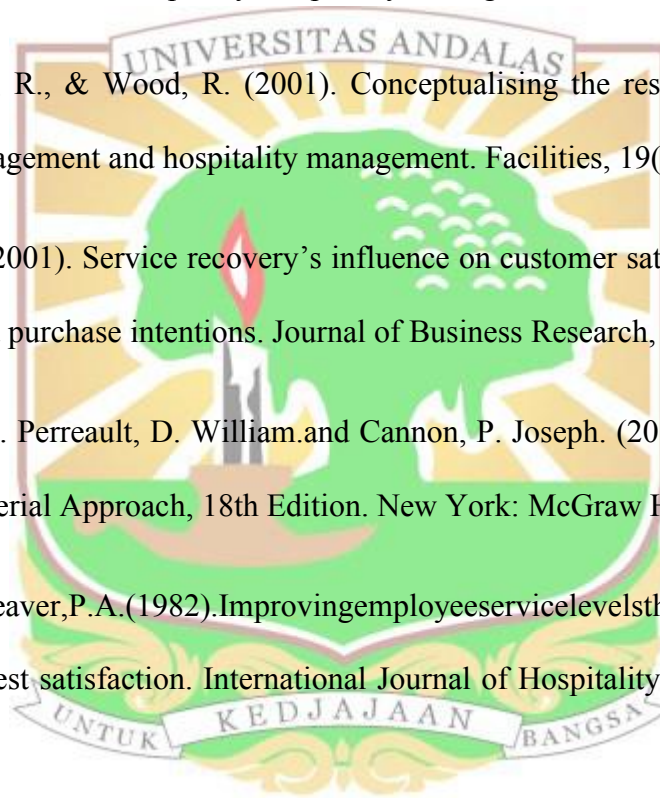 UNIVERSITAS ANDALAS
R., & Wood, R. (2001). Conceptualising the res
agement and hospitality management. Facilities, 19(
2001). Service recovery’s influence on customer sat
purchase intentions. Journal of Business Research,
. Perreault, D. William.and Cannon, P. Joseph. (20
erial Approach, 18th Edition. New York: McGraw H
eaver,P.A.(1982).Improvingemployeeservicelevelsth
est satisfaction. International Journal of Hospitality
UNTUK KEDJAJAAN BANGSA